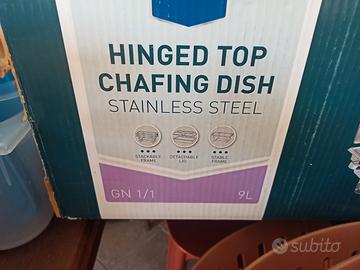 HINGED TOP
CHAFING DISH
STAINLESS STEEL
STACKABLE
FRAME
DETACHABLE
LID
STABLE
FRAME
GN 1/1
9L
subito